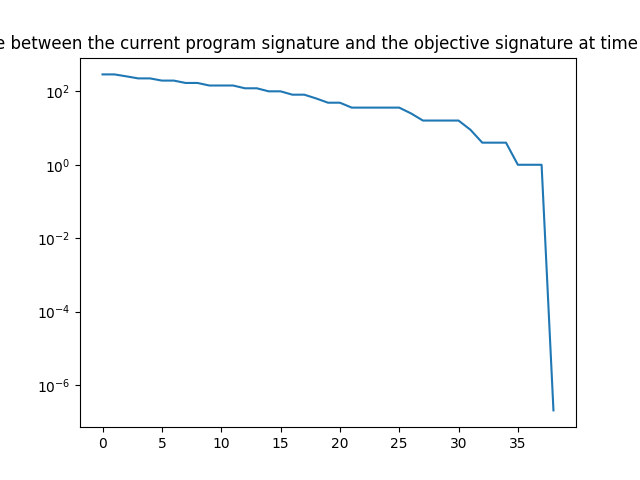 e between the current program signature and the objective signature at time
10²
10⁰
10⁻²
10⁻⁴
10⁻⁶
0 5 10 15 20 25 30 35